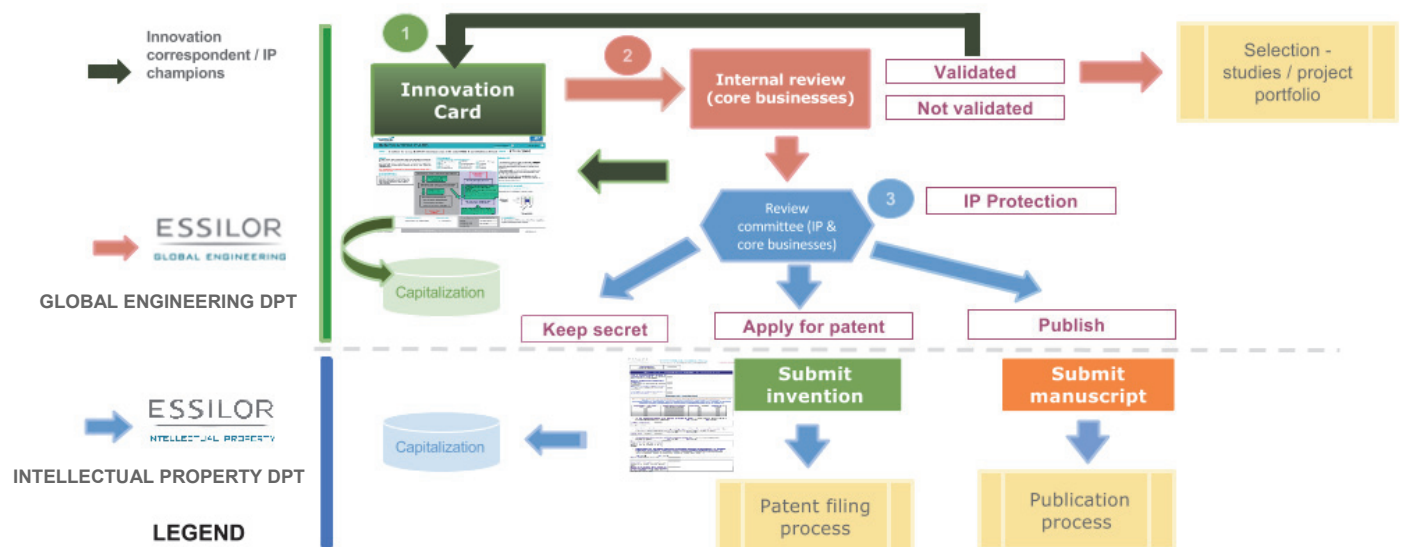 Innovation
correspondent / IP
champions
ESSILOR
GLOBAL ENGINEERING
GLOBAL ENGINEERING DPT
ESSILOR
INTELLECTUAL PROPERTY
INTELLECTUAL PROPERTY DPT
LEGEND
1
Innovation
Card
2
Internal review
(core businesses)
Validated
Not validated
Selection -
studies / project
portfolio
Review
committee (IP &
core businesses)
3
IP Protection
Capitalization
Keep secret
Apply for patent
Publish
Submit
invention
Submit
manuscript
Capitalization
Patent filing
process
Publication
process